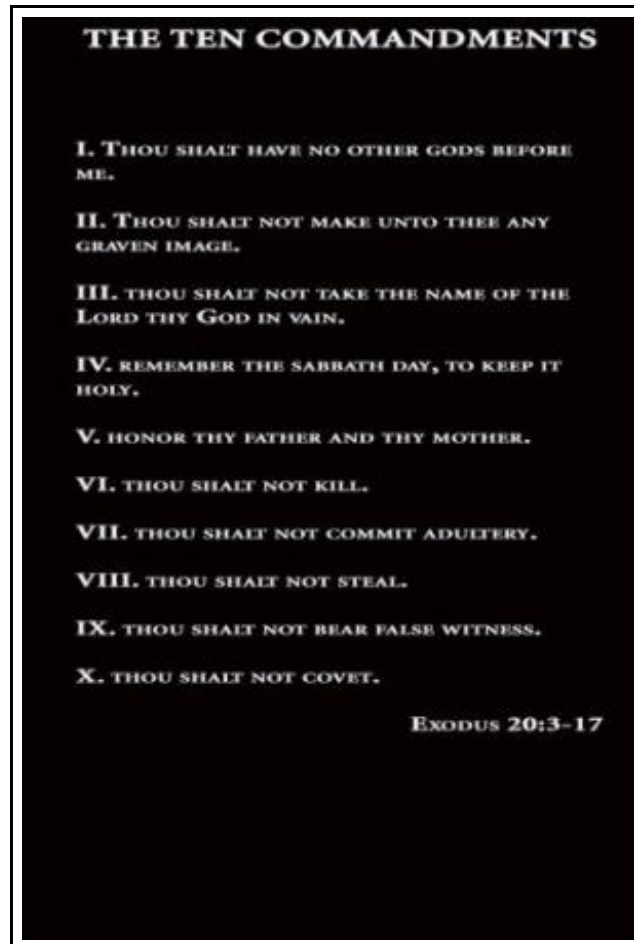 THE TEN COMMANDMENTS
I. THOU SHALT HAVE NO OTHER GODS BEFORE
ME.
II. THOU SHALT NOT MAKE UNTO THEE ANY
GRAVEN IMAGE.
III. THOU SHALT NOT TAKE THE NAME OF THE
LORD THY GOD IN VAIN.
IV. REMEMBER THE SABBATH DAY, TO KEEP IT
HOLY.
V. HONOR THY FATHER AND THY MOTHER.
VI. THOU SHALT NOT KILL.
VII. THOU SHALT NOT COMMIT ADULTERY.
VIII. THOU SHALT NOT STEAL.
IX. THOU SHALT NOT BEAR FALSE WITNESS.
X. THOU SHALT NOT COVET.
EXODUS 20:3-17